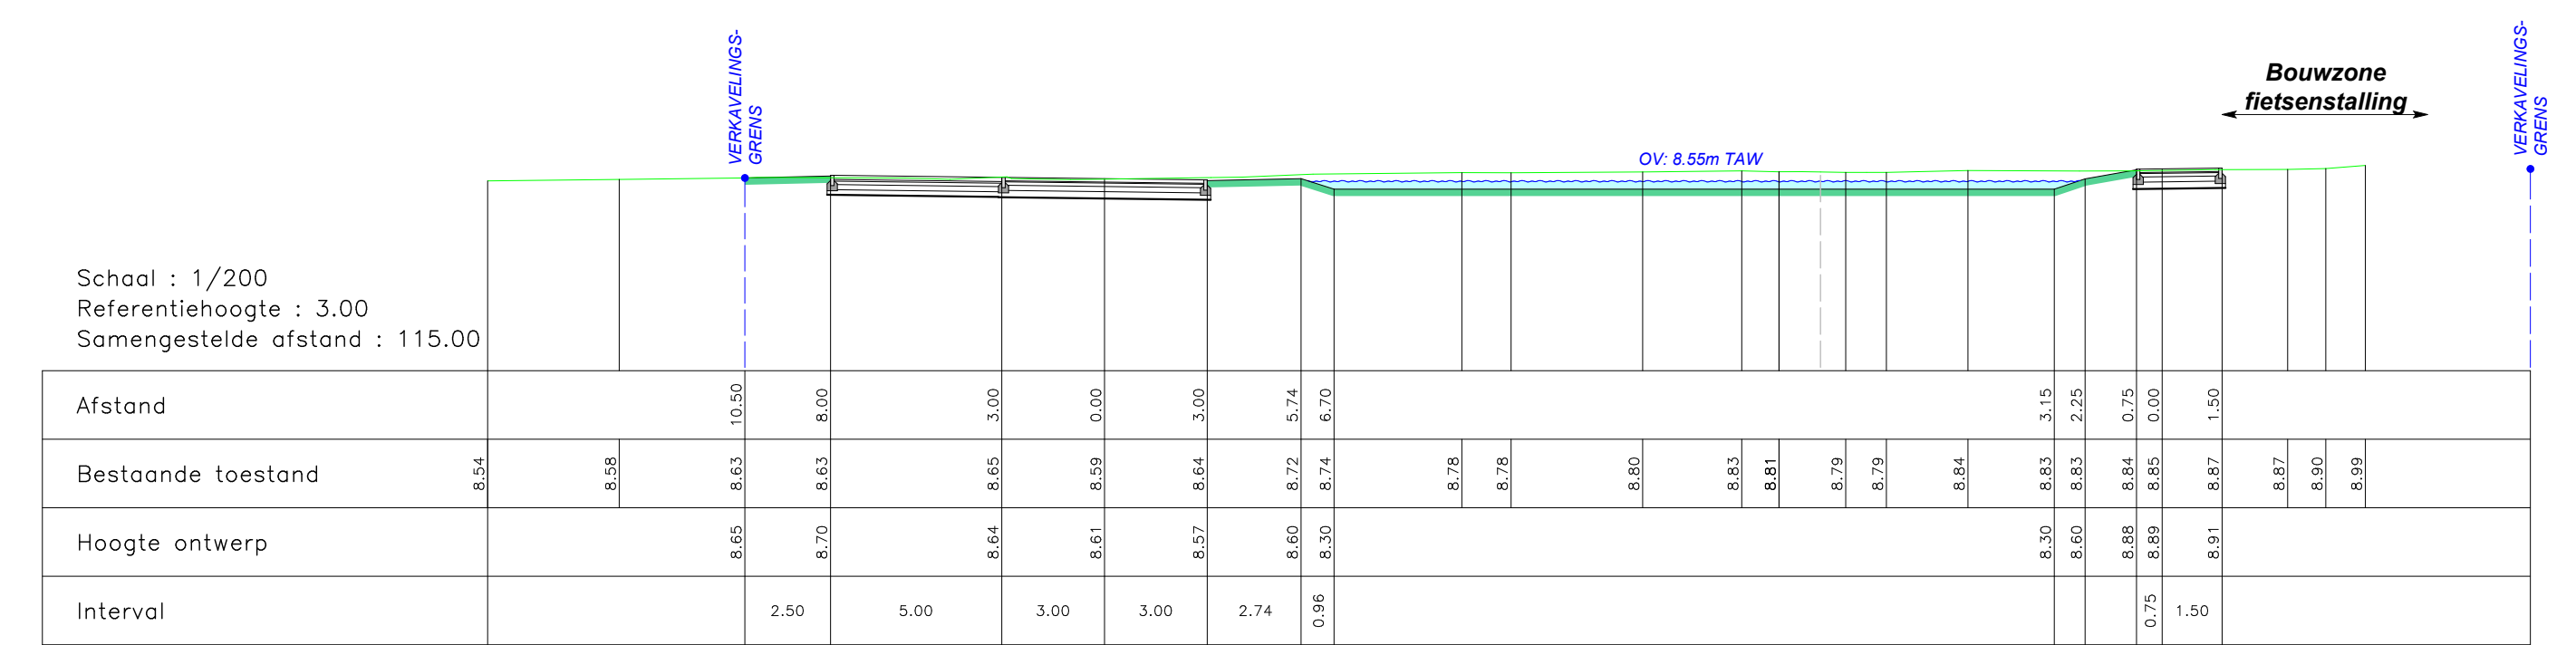 VERKAVELINGS-
GRENS
Bouwzone
fietsenstalling
VERKAVELINGS-
GRENS
OV: 8.55m TAW
Schaal : 1/200
Referentiehoogte : 3.00
Samengestelde afstand : 115.00
Afstand 10.50 8.00 3.00 0.00 3.00 5.74 6.70 3.15 2.25 0.75 0.00 1.50
Bestaande toestand 8.54 8.58 8.63 8.63 8.65 8.59 8.64 8.72 8.74 8.78 8.78 8.80 8.83 8.81 8.79 8.79 8.84 8.83 8.83 8.84 8.85 8.87 8.87 8.90 8.99
Hoogte ontwerp 8.65 8.70 8.64 8.61 8.57 8.60 8.30 8.30 8.60 8.88 8.89 8.91
Interval 2.50 5.00 3.00 3.00 2.74 0.96 0.75 1.50